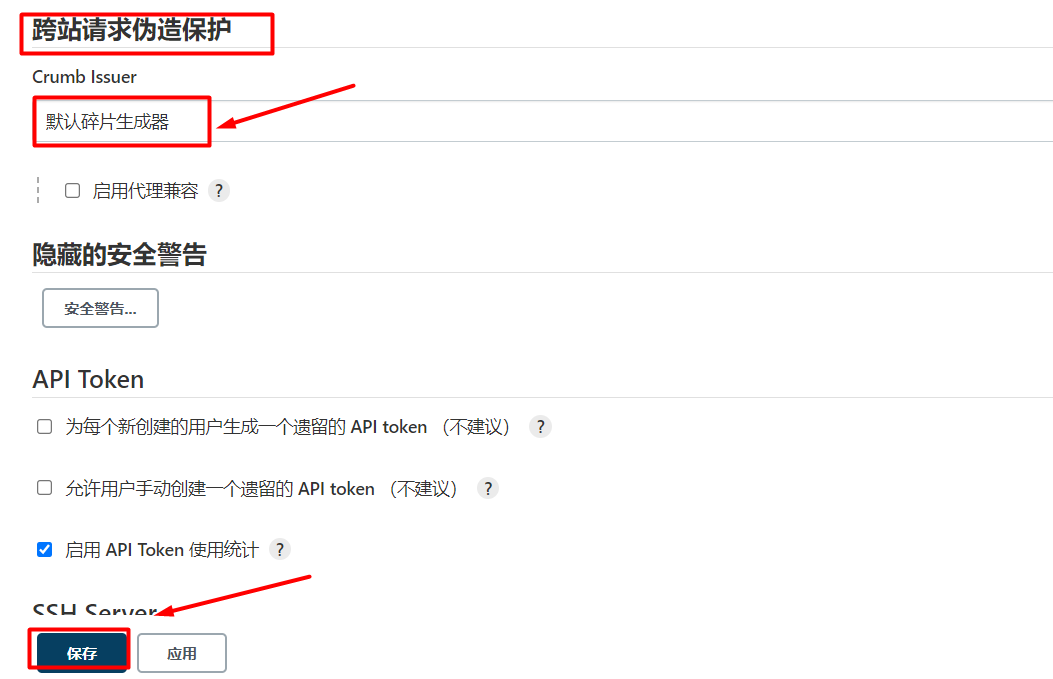 跨站请求伪造保护
Crumb Issuer
默认碎片生成器
启用代理兼容 ?
隐藏的安全警告
安全警告...
API Token
为每个新创建的用户生成一个遗留的 API token （不建议） ?
允许用户手动创建一个遗留的 API token （不建议） ?
启用 API Token 使用统计 ?
SSH Server
保存 应用